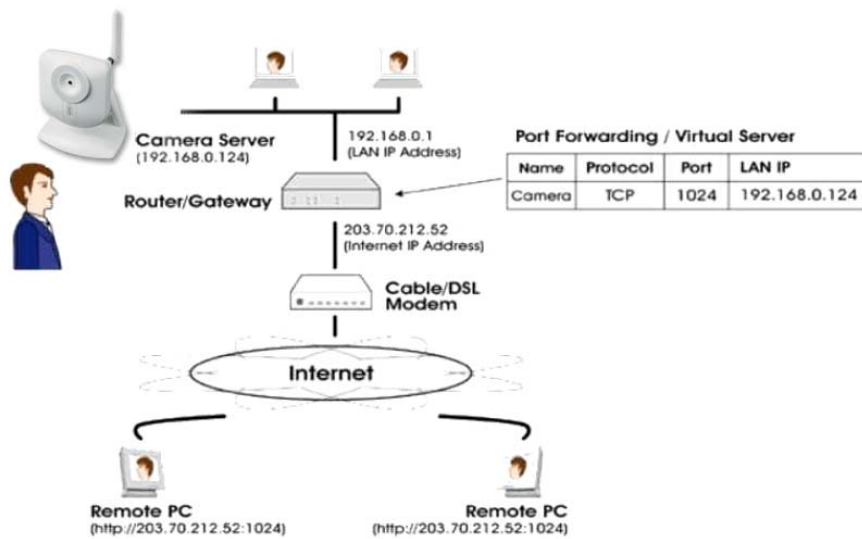 Camera Server
(192.168.0.124)
192.168.0.1
(LAN IP Address)
Port Forwarding / Virtual Server
Name Protocol Port LAN IP
Camera TCP 1024 192.168.0.124
Router/Gateway
203.70.212.52
(Internet IP Address)
Cable/DSL
Modem
Internet
Remote PC
(http://203.70.212.52:1024)
Remote PC
(http://203.70.212.52:1024)